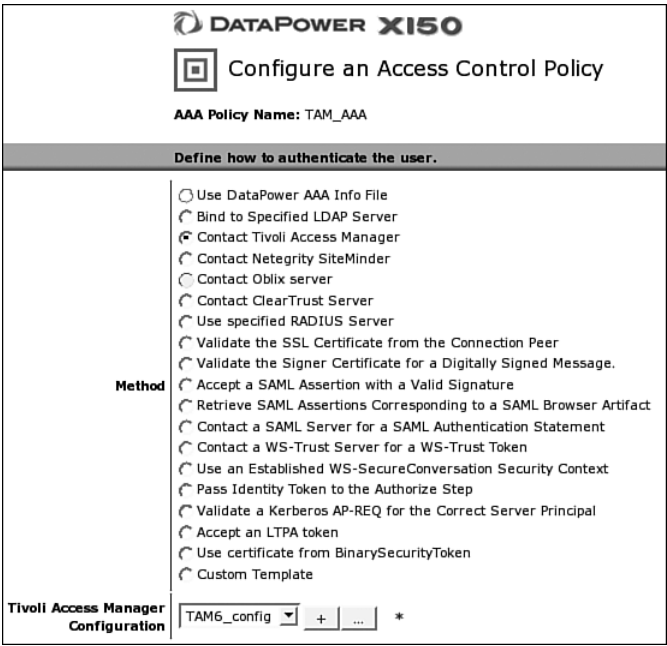 DATAPOWER XI50
Configure an Access Control Policy
AAA Policy Name: TAM_AAA
Define how to authenticate the user.
Use DataPower AAA Info File
Bind to Specified LDAP Server
Contact Tivoli Access Manager
Contact Netegrity SiteMinder
Contact Oblix server
Contact ClearTrust Server
Use specified RADIUS Server
Validate the SSL Certificate from the Connection Peer
Validate the Signer Certificate for a Digitally Signed Message.
Method
Accept a SAML Assertion with a Valid Signature
Retrieve SAML Assertions Corresponding to a SAML Browser Artifact
Contact a SAML Server for a SAML Authentication Statement
Contact a WS-Trust Server for a WS-Trust Token
Use an Established WS-SecureConversation Security Context
Pass Identity Token to the Authorize Step
Validate a Kerberos AP-REQ for the Correct Server Principal
Accept an LTPA token
Use certificate from BinarySecurityToken
Custom Template
Tivoli Access Manager
Configuration
TAM6_config + ... *